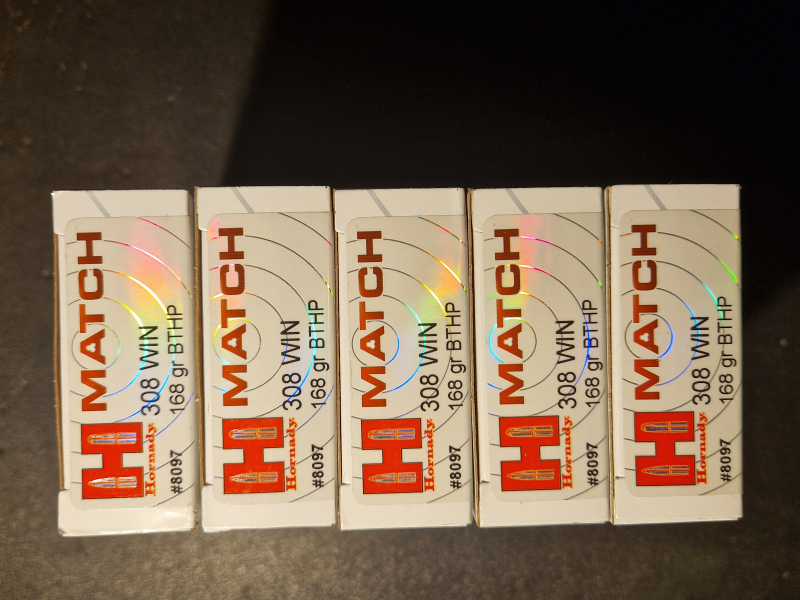 MATCH
308 WIN
168 gr BTHP
Hornady
#8097
MATCH
308 WIN
168 gr BTHP
Hornady
#8097
MATCH
308 WIN
168 gr BTHP
Hornady
#8097
MATCH
308 WIN
168 gr BTHP
Hornady
#8097
MATCH
308 WIN
168 gr BTHP
Hornady
#8097